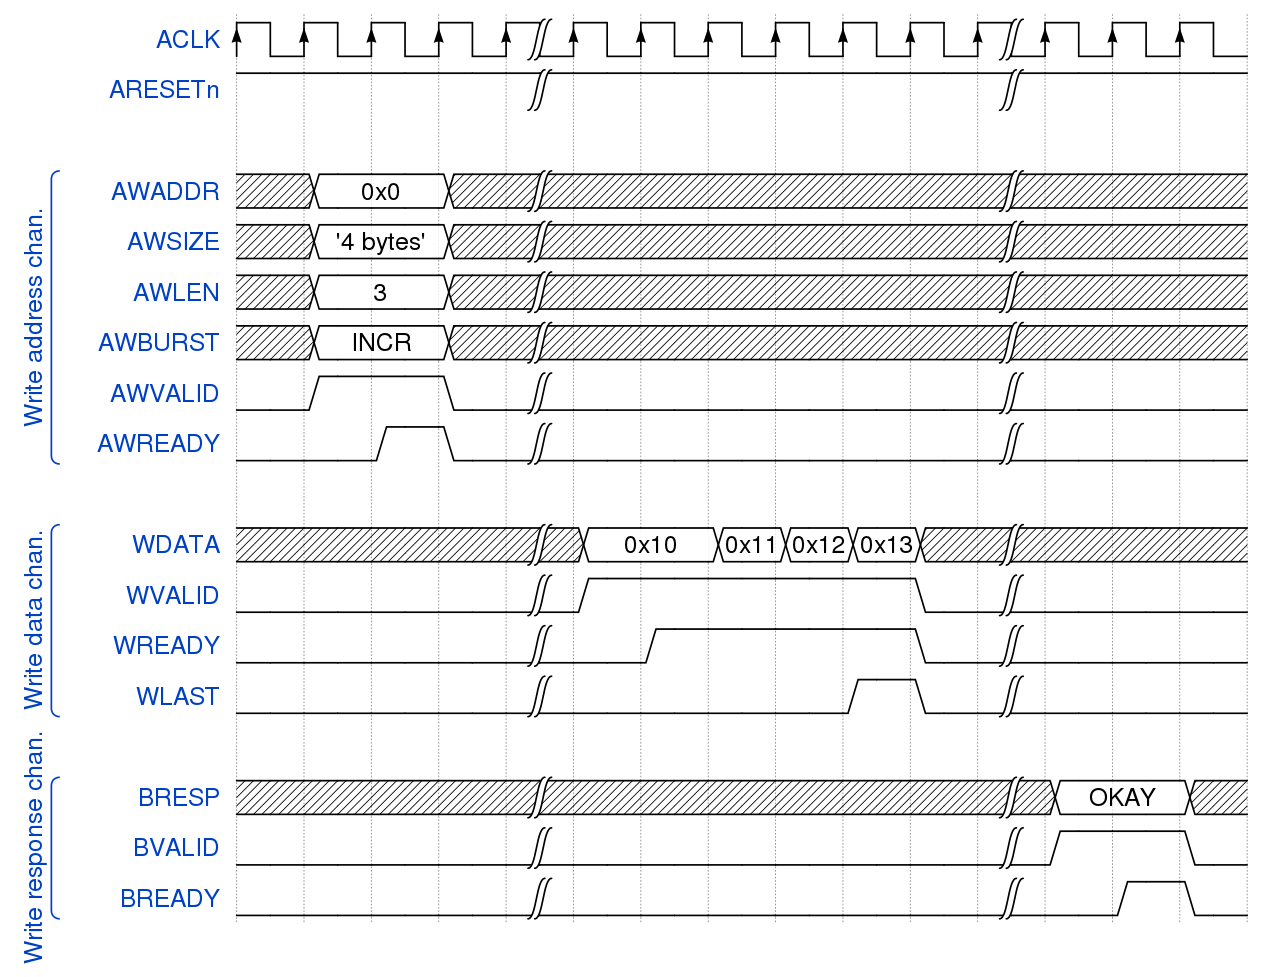 ACLK
ARESETn
Write address chan.
AWADDR 0x0
AWSIZE '4 bytes'
AWLEN 3
AWBURST INCR
AWVALID
AWREADY
Write data chan.
WDATA 0x10 0x11 0x12 0x13
WVALID
WREADY
WLAST
Write response chan.
BRESP OKAY
BVALID
BREADY